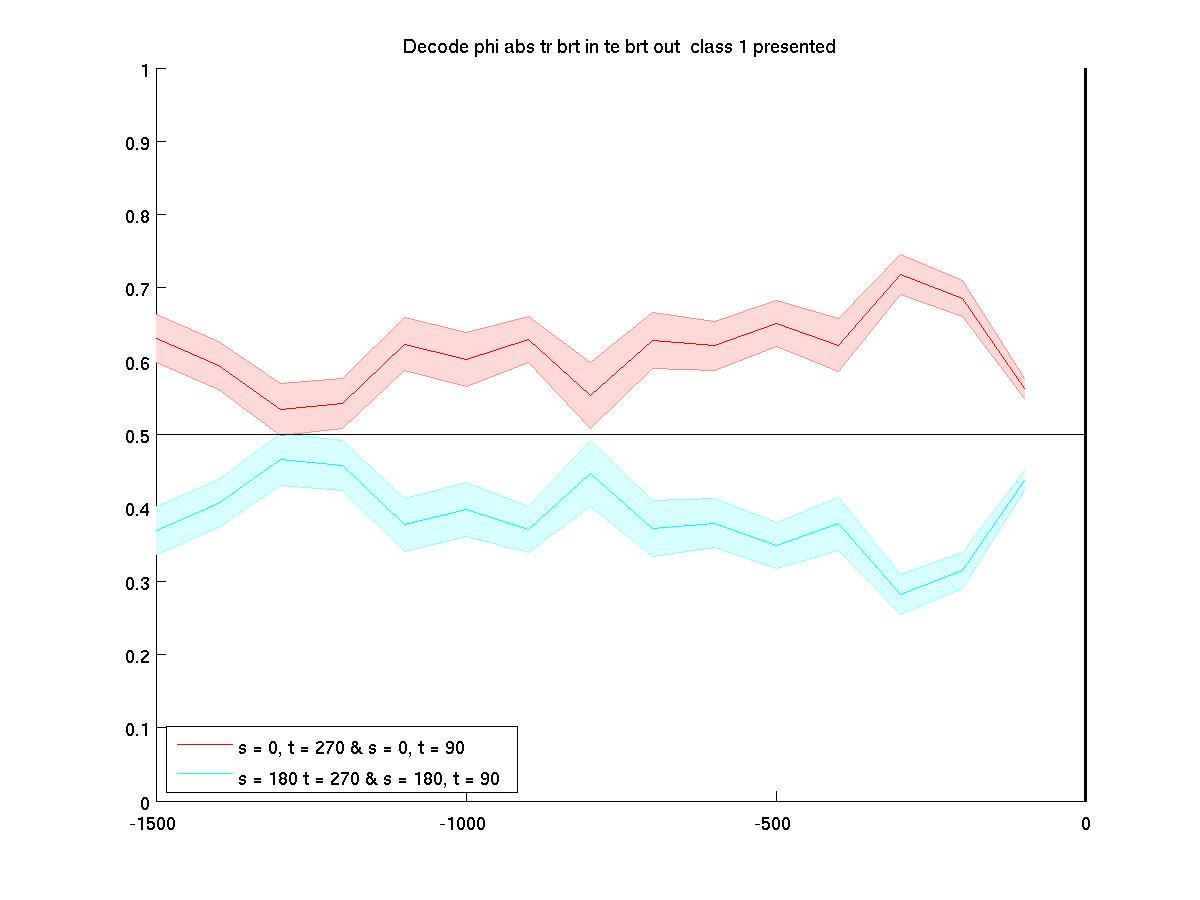 Decode phi abs tr brt in te brt out  class 1 presented
1
0.9
0.8
0.7
0.6
0.5
0.4
0.3
0.2
0.1
0
s = 0, t = 270 & s = 0, t = 90
s = 180 t = 270 & s = 180, t = 90
-1500 -1000 -500 0